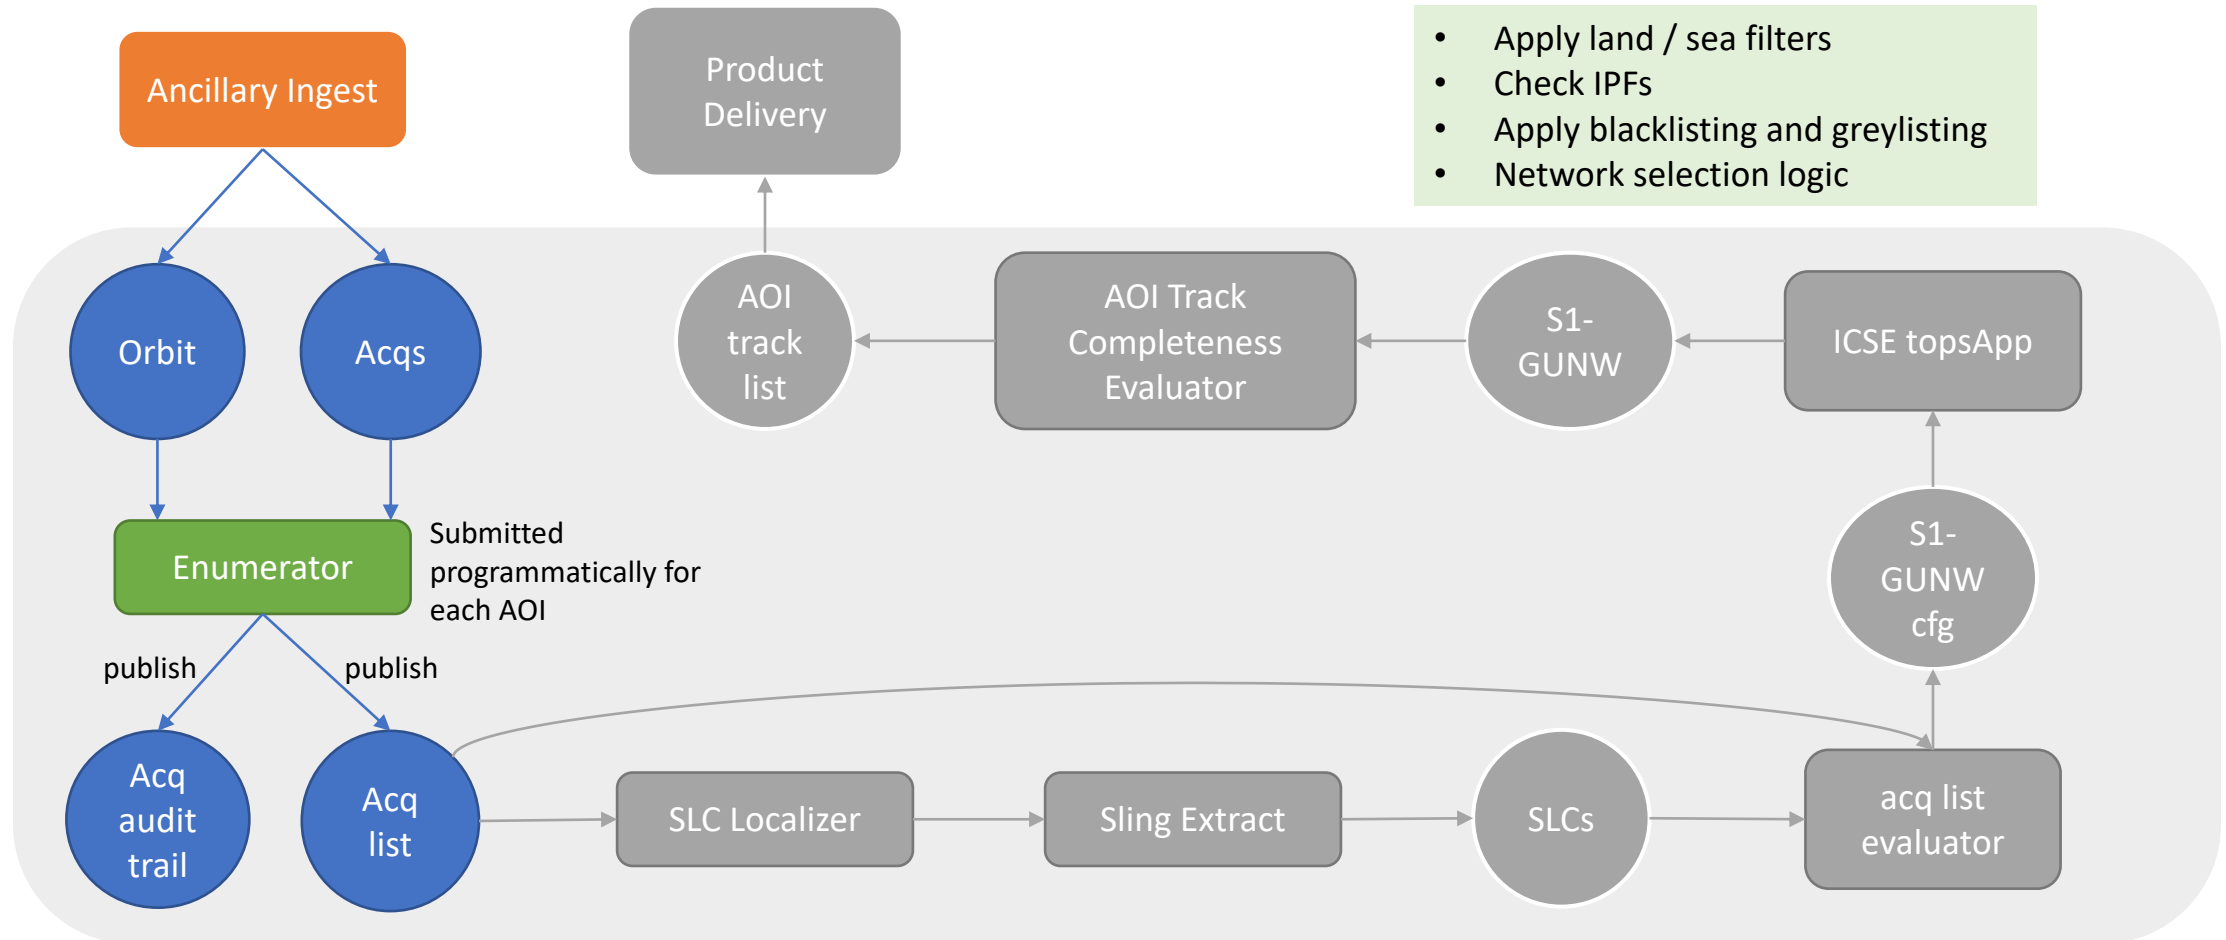 Ancillary Ingest
Product
Delivery
• Apply land / sea filters
• Check IPFs
• Apply blacklisting and greylisting
• Network selection logic
Orbit
Acqs
AOI
track
list
AOI Track
Completeness
Evaluator
S1-
GUNW
ICSE topsApp
Enumerator
Submitted
programmatically for
each AOI
S1-
GUNW
cfg
publish
publish
Acq
audit
trail
Acq
list
SLC Localizer
Sling Extract
SLCs
acq list
evaluator